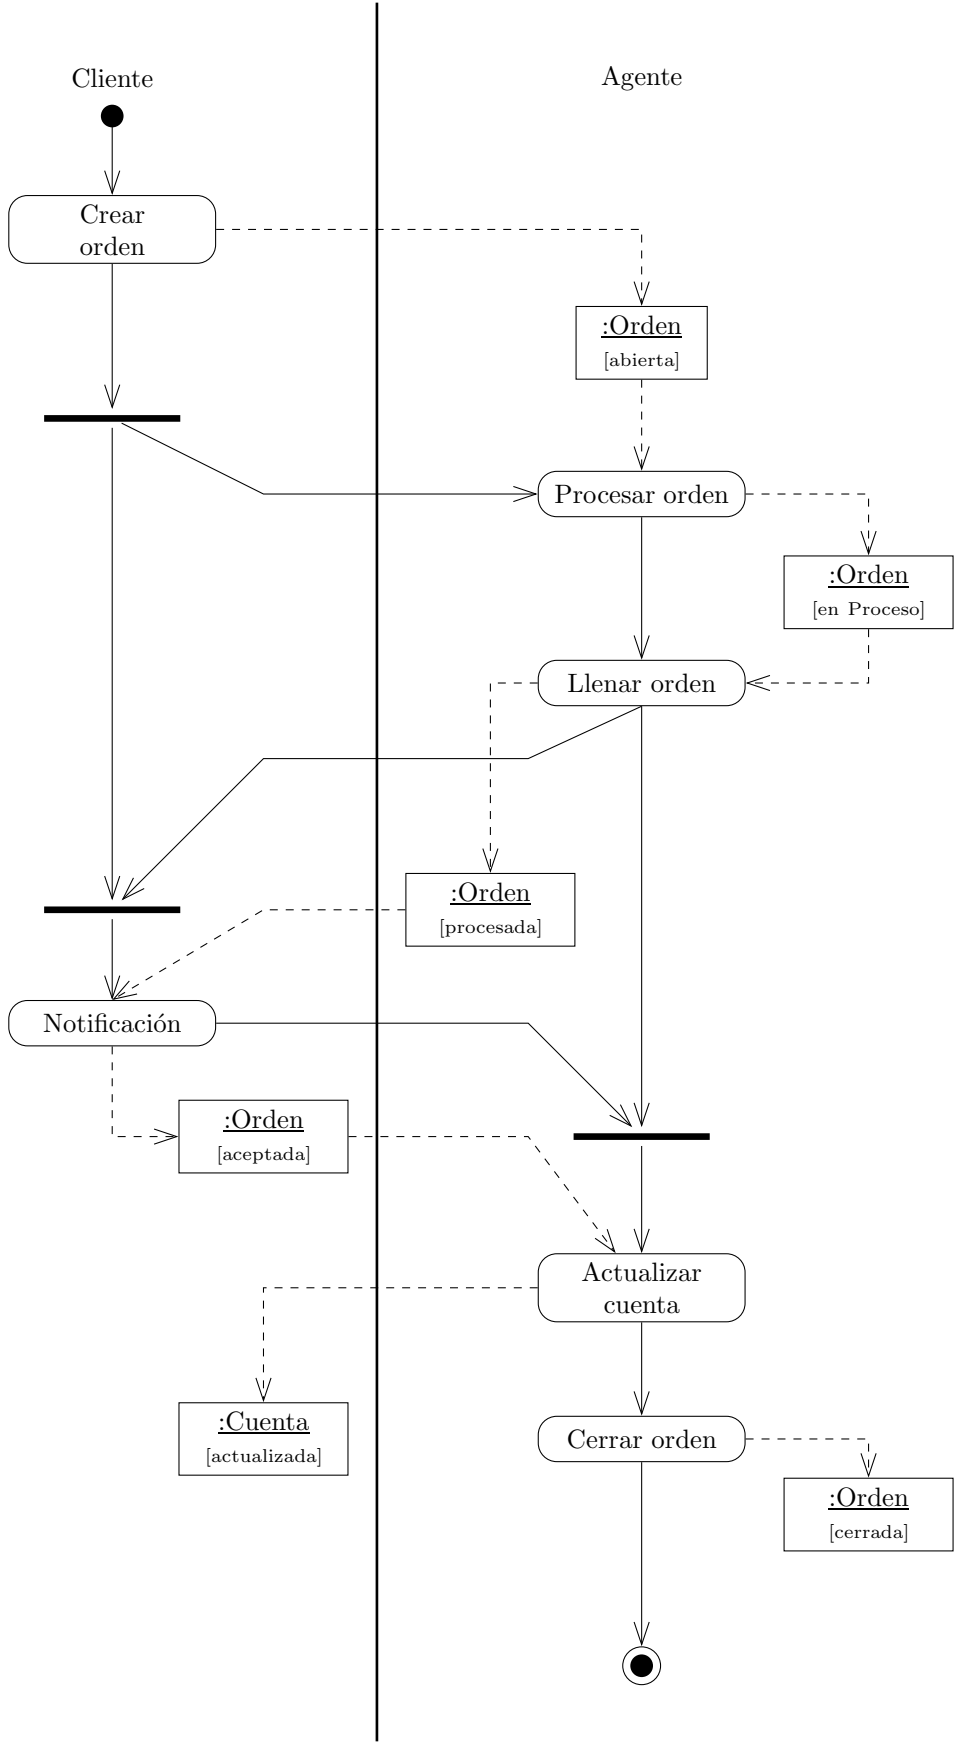 Cliente
Agente
Crear
orden
:Orden
[abierta]
Procesar orden
:Orden
[en Proceso]
Llenar orden
:Orden
[procesada]
Notificación
:Orden
[aceptada]
Actualizar
cuenta
:Cuenta
[actualizada]
Cerrar orden
:Orden
[cerrada]